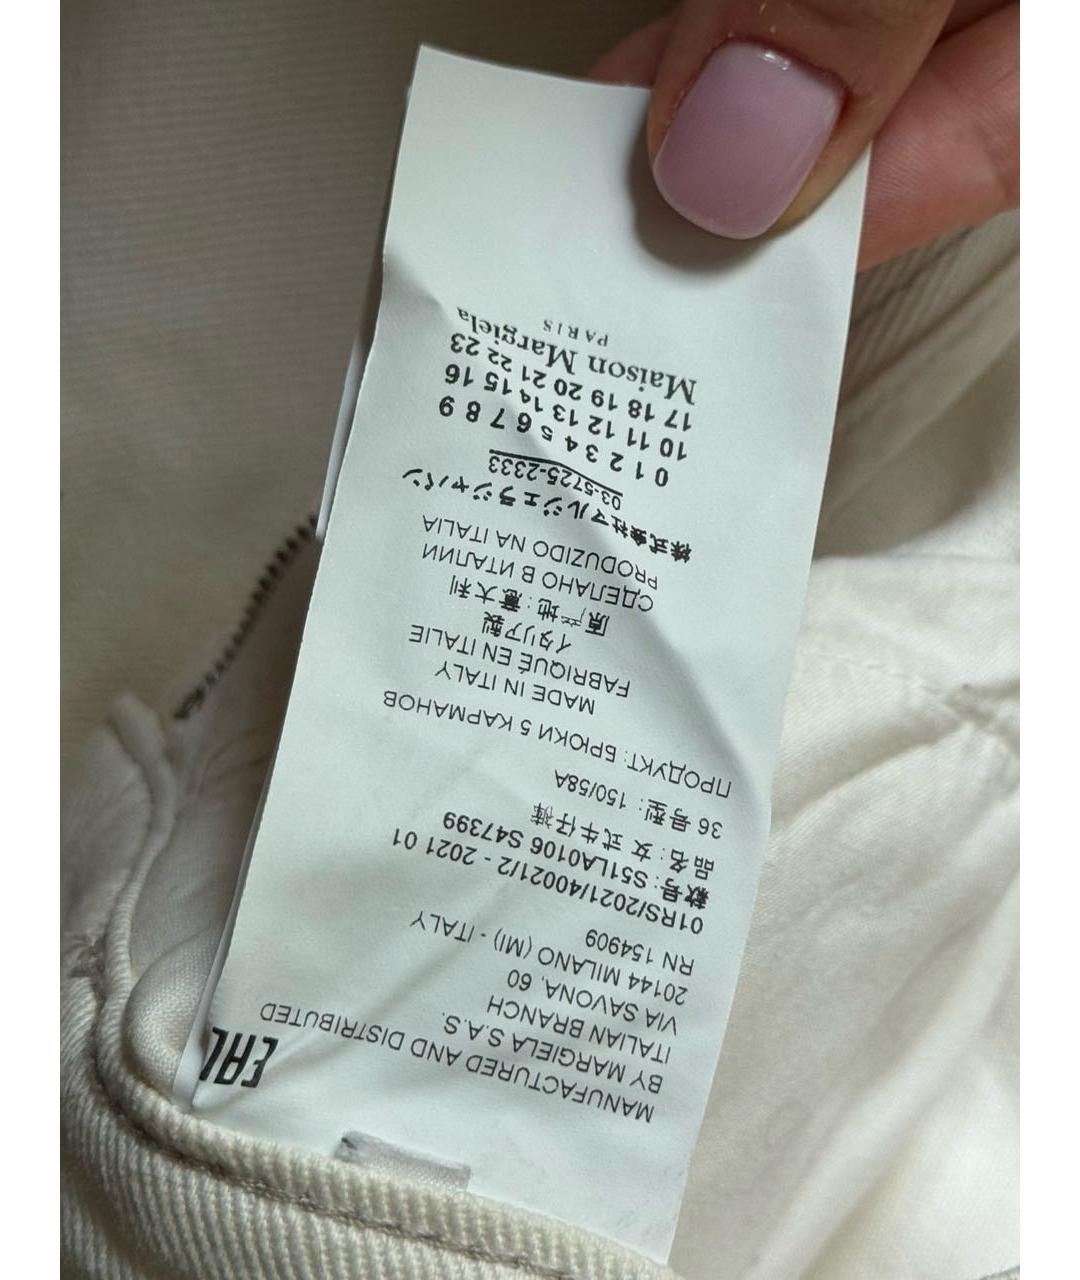 EAC
MANUFACTURED AND DISTRIBUTED
BY MARGIELA S.A.S.
ITALIAN BRANCH
VIA SAVONA, 60
20144 MILANO (MI) - ITALY
RN 154909
01RS/2021/40021/2 - 2021 01
款号: S51LA0106 S47399
品名: 女式牛仔裤
36 号型: 150/58A
ПРОДУКТ: БРЮКИ 5 КАРМАНОВ
MADE IN ITALY
FABRIQUÉ EN ITALIE
イタリア製
原产地: 意大利
СДЕЛАНО В ИТАЛИИ
PRODUZIDO NA ITALIA
株式会社マルジェラジャパン
03-5725-2333
0 1 2 3 4 5 6 7 8 9
10 11 12 13 14 15 16
17 18 19 20 21 22 23
Maison Margiela
PARIS